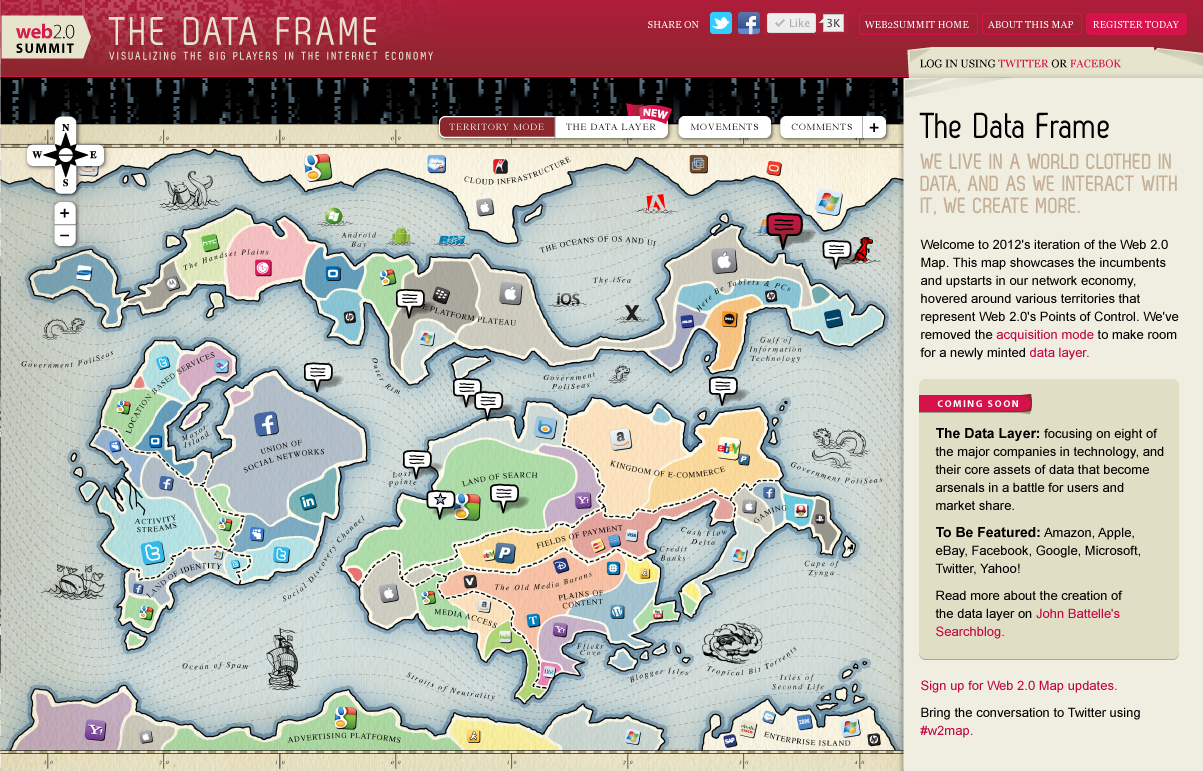 web2.0
SUMMIT
THE DATA FRAME
VISUALIZING THE BIG PLAYERS IN THE INTERNET ECONOMY
SHARE ON
Like
3K
WEB2SUMMIT HOME
ABOUT THIS MAP
REGISTER TODAY
LOG IN USING TWITTER OR FACEBOK
NEW
TERRITORY MODE
THE DATA LAYER
MOVEMENTS
COMMENTS +
N
W E
S
+
−
CLOUD INFRASTRUCTURE
Android
Bay
THE OCEANS OF OS AND UI
The Handset Plains
The iSea
iOS
X
Here Be Tablets & PCs
THE PLATFORM PLATEAU
Gulf of
Information
Technology
Government PoliSeas
Outer Rim
Government
PoliSeas
LOCATION BASED SERVICES
Mayor
Island
UNION OF
SOCIAL NETWORKS
Lost
Pointe
LAND OF SEARCH
KINGDOM OF E-COMMERCE
Government PoliSeas
GAMING
ACTIVITY
STREAMS
Social Discovery Channel
FIELDS OF PAYMENT
Cash Flow
Delta
Credit
Banks
Cape of
Zynga
LAND OF IDENTITY
The Old Media Barons
PLAINS OF
CONTENT
MEDIA ACCESS
Flickr
Cove
Blogger Isles
Tropical Bit Torrents
Isles of
Second Life
Ocean of Spam
Straits of Neutrality
ADVERTISING PLATFORMS
ENTERPRISE ISLAND
The Data Frame
WE LIVE IN A WORLD CLOTHED IN
DATA, AND AS WE INTERACT WITH
IT, WE CREATE MORE.
Welcome to 2012's iteration of the Web 2.0
Map. This map showcases the incumbents
and upstarts in our network economy,
hovered around various territories that
represent Web 2.0's Points of Control. We've
removed the acquisition mode to make room
for a newly minted data layer.
COMING SOON
The Data Layer: focusing on eight of
the major companies in technology, and
their core assets of data that become
arsenals in a battle for users and
market share.
To Be Featured: Amazon, Apple,
eBay, Facebook, Google, Microsoft,
Twitter, Yahoo!
Read more about the creation of
the data layer on John Battelle's
Searchblog.
Sign up for Web 2.0 Map updates.
Bring the conversation to Twitter using
#w2map.